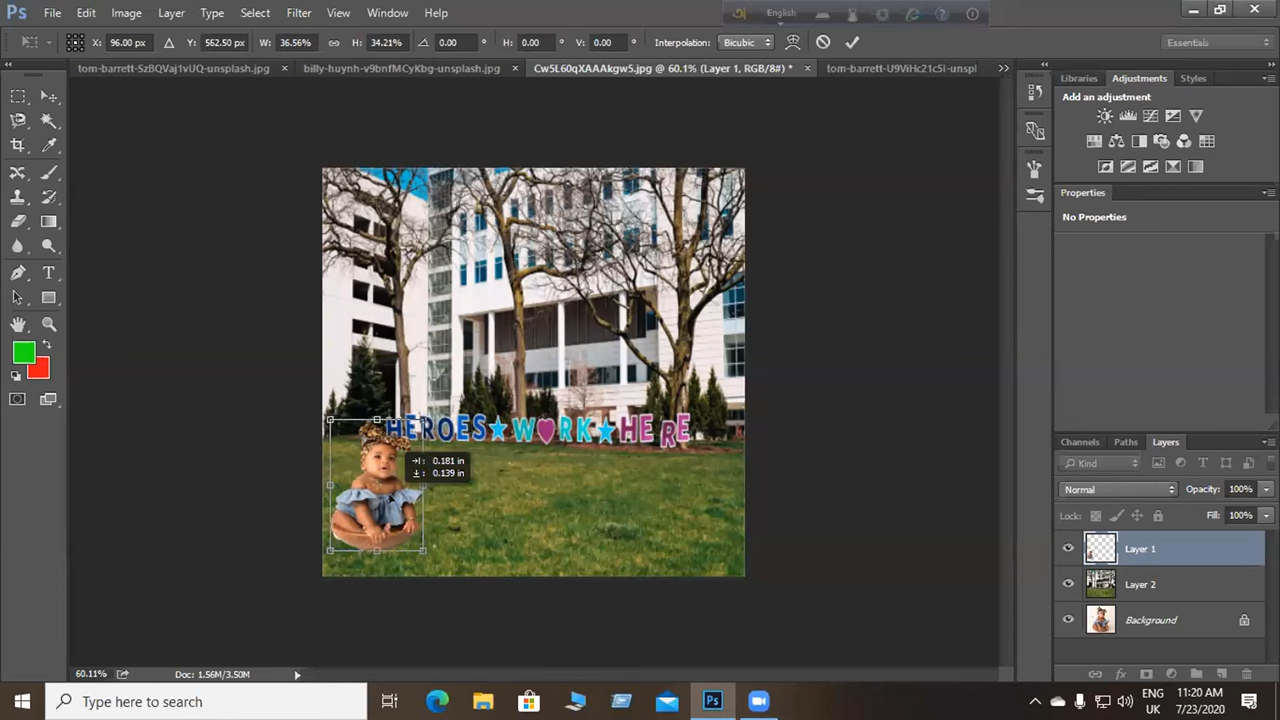 Ps File Edit Image Layer Type Select Filter View Window Help
English
X: 96.00 px Y: 562.50 px W: 36.56% H: 34.21% 0.00 ° H: 0.00 ° V: 0.00 ° Interpolation: Bicubic Essentials
tom-barrett-SzBQVaj1vUQ-unsplash.jpg × billy-huynh-v9bnfMCyKbg-unsplash.jpg × Cw5L60qXAAAkgw5.jpg @ 60.1% (Layer 1, RGB/8#) * × tom-barrett-U9ViHc21c5I-unspl
Libraries Adjustments Styles
Add an adjustment
Properties
No Properties
HEROES★WORK★HERE
0.181 in
0.139 in
Channels Paths Layers
Kind
Normal Opacity: 100%
Lock: Fill: 100%
Layer 1
Layer 2
Background
60.11% Doc: 1.56M/3.50M
Type here to search
Ps
ENG
UK
11:20 AM
7/23/2020